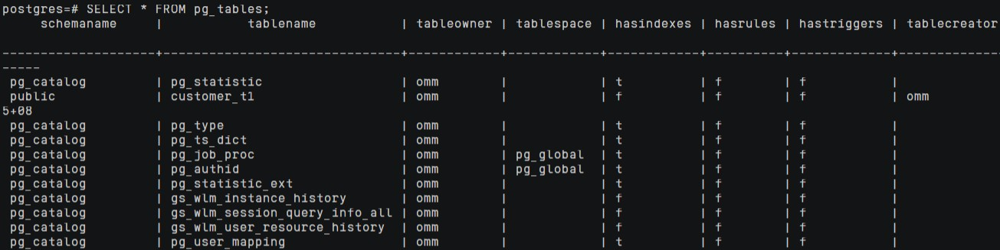 postgres=# SELECT * FROM pg_tables;
     schemaname     |           tablename            | tableowner | tablespace | hasindexes | hasrules | hastriggers | tablecreator
--------------------+--------------------------------+------------+------------+------------+----------+-------------+--------------
-----
 pg_catalog         | pg_statistic                   | omm        |            | t          | f        | f           |
 public             | customer_t1                    | omm        |            | f          | f        | f           | omm
5+08
 pg_catalog         | pg_type                        | omm        |            | t          | f        | f           |
 pg_catalog         | pg_ts_dict                     | omm        |            | t          | f        | f           |
 pg_catalog         | pg_job_proc                    | omm        | pg_global  | t          | f        | f           |
 pg_catalog         | pg_authid                      | omm        | pg_global  | t          | f        | f           |
 pg_catalog         | pg_statistic_ext               | omm        |            | t          | f        | f           |
 pg_catalog         | gs_wlm_instance_history        | omm        |            | f          | f        | f           |
 pg_catalog         | gs_wlm_session_query_info_all  | omm        |            | f          | f        | f           |
 pg_catalog         | gs_wlm_user_resource_history   | omm        |            | f          | f        | f           |
 pg_catalog         | pg_user_mapping                | omm        |            | t          | f        | f           |